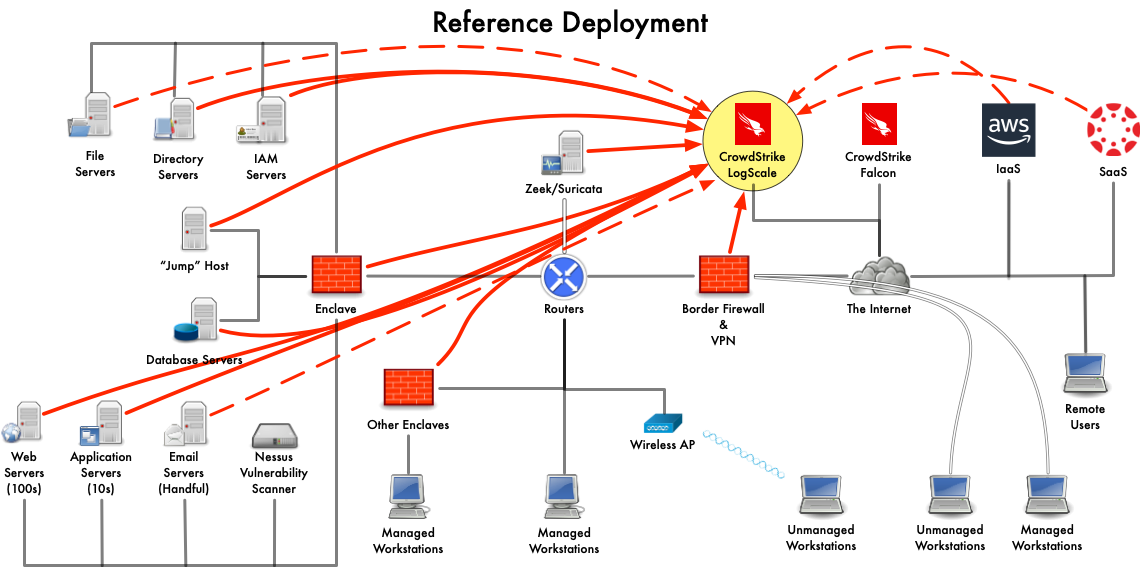 Reference Deployment
File
Servers
Directory
Servers
IAM
Servers
Zeek/Suricata
CrowdStrike
LogScale
CrowdStrike
Falcon
aws
IaaS
SaaS
“Jump” Host
Enclave
Routers
Border Firewall
&
VPN
The Internet
Database Servers
Remote
Users
Other Enclaves
Wireless AP
Web
Servers
(100s)
Application
Servers
(10s)
Email
Servers
(Handful)
Nessus
Vulnerability
Scanner
Managed
Workstations
Managed
Workstations
Unmanaged
Workstations
Unmanaged
Workstations
Managed
Workstations